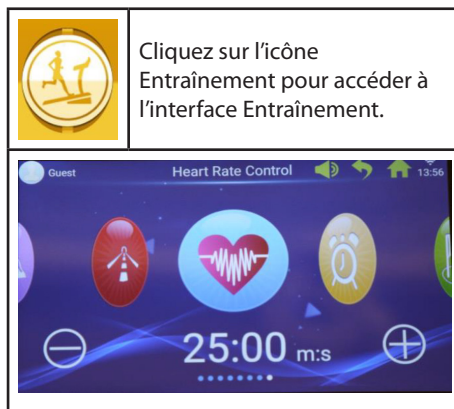 Cliquez sur l'icône
Entraînement pour accéder à
l'interface Entraînement.
Guest
Heart Rate Control
13:56
25:00 m:s